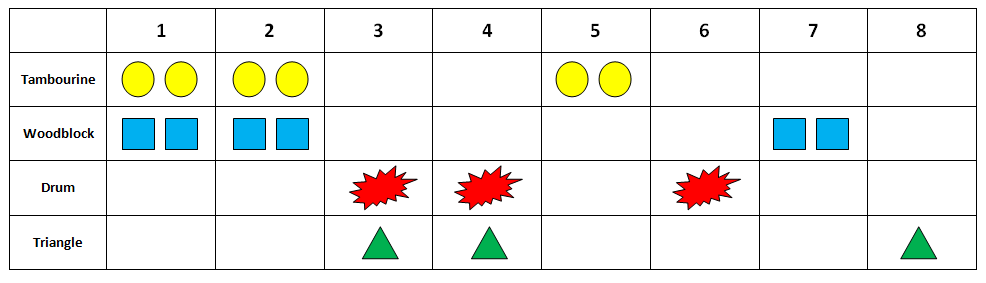 1 2 3 4 5 6 7 8
Tambourine
Woodblock
Drum
Triangle